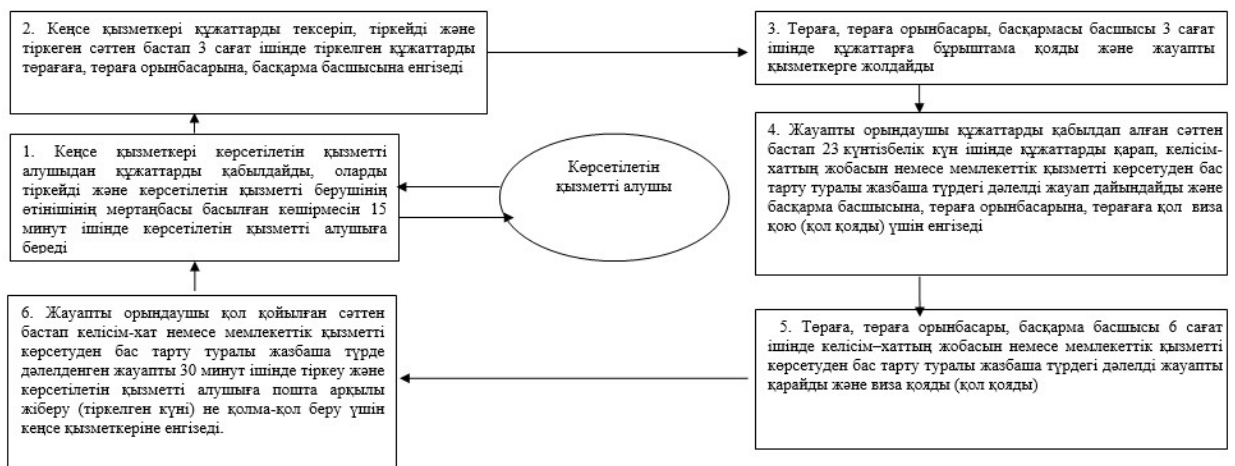 2. Кеңсе қызметкері құжаттарды тексеріп, тіркейді және
тіркеген сәттен бастап 3 сағат ішінде тіркелген құжаттарды
төрағаға, төраға орынбасарына, басқарма басшысына енгізеді
3. Төраға, төраға орынбасары, басқармасы басшысы 3 сағат
ішінде құжаттарға бұрыштама қояды және жауапты
қызметкерге жолдайды
1. Кеңсе қызметкері көрсетілетін қызметті
алушыдан құжаттарды қабылдайды, оларды
тіркейді және көрсетілетін қызметті берушінің
өтінішінің мөртаңбасы басылған көшірмесін 15
минут ішінде көрсетілетін қызметті алушыға
береді
Көрсетілетін
қызметті алушы
4. Жауапты орындаушы құжаттарды қабылдап алған сәттен
бастап 23 күнтізбелік күн ішінде құжаттарды қарап, келісім-
хаттың жобасын немесе мемлекеттік қызметті көрсетуден бас
тарту туралы жазбаша түрдегі дәлелді жауап дайындайды және
басқарма басшысына, төраға орынбасарына, төрағаға қол виза
қою (қол қояды) үшін енгізеді
6. Жауапты орындаушы қол қойылған сәттен
бастап келісім-хат немесе мемлекеттік қызметті
көрсетуден бас тарту туралы жазбаша түрде
дәлелденген жауапты 30 минут ішінде тіркеу және
көрсетілетін қызметті алушыға пошта арқылы
жіберу (тіркелген күні) не қолма-қол беру үшін
кеңсе қызметкеріне енгізеді.
5. Төраға, төраға орынбасары, басқарма басшысы 6 сағат
ішінде келісім–хаттың жобасын немесе мемлекеттік қызметті
көрсетуден бас тарту туралы жазбаша түрдегі дәлелді жауапты
қарайды және виза қояды (қол қояды)